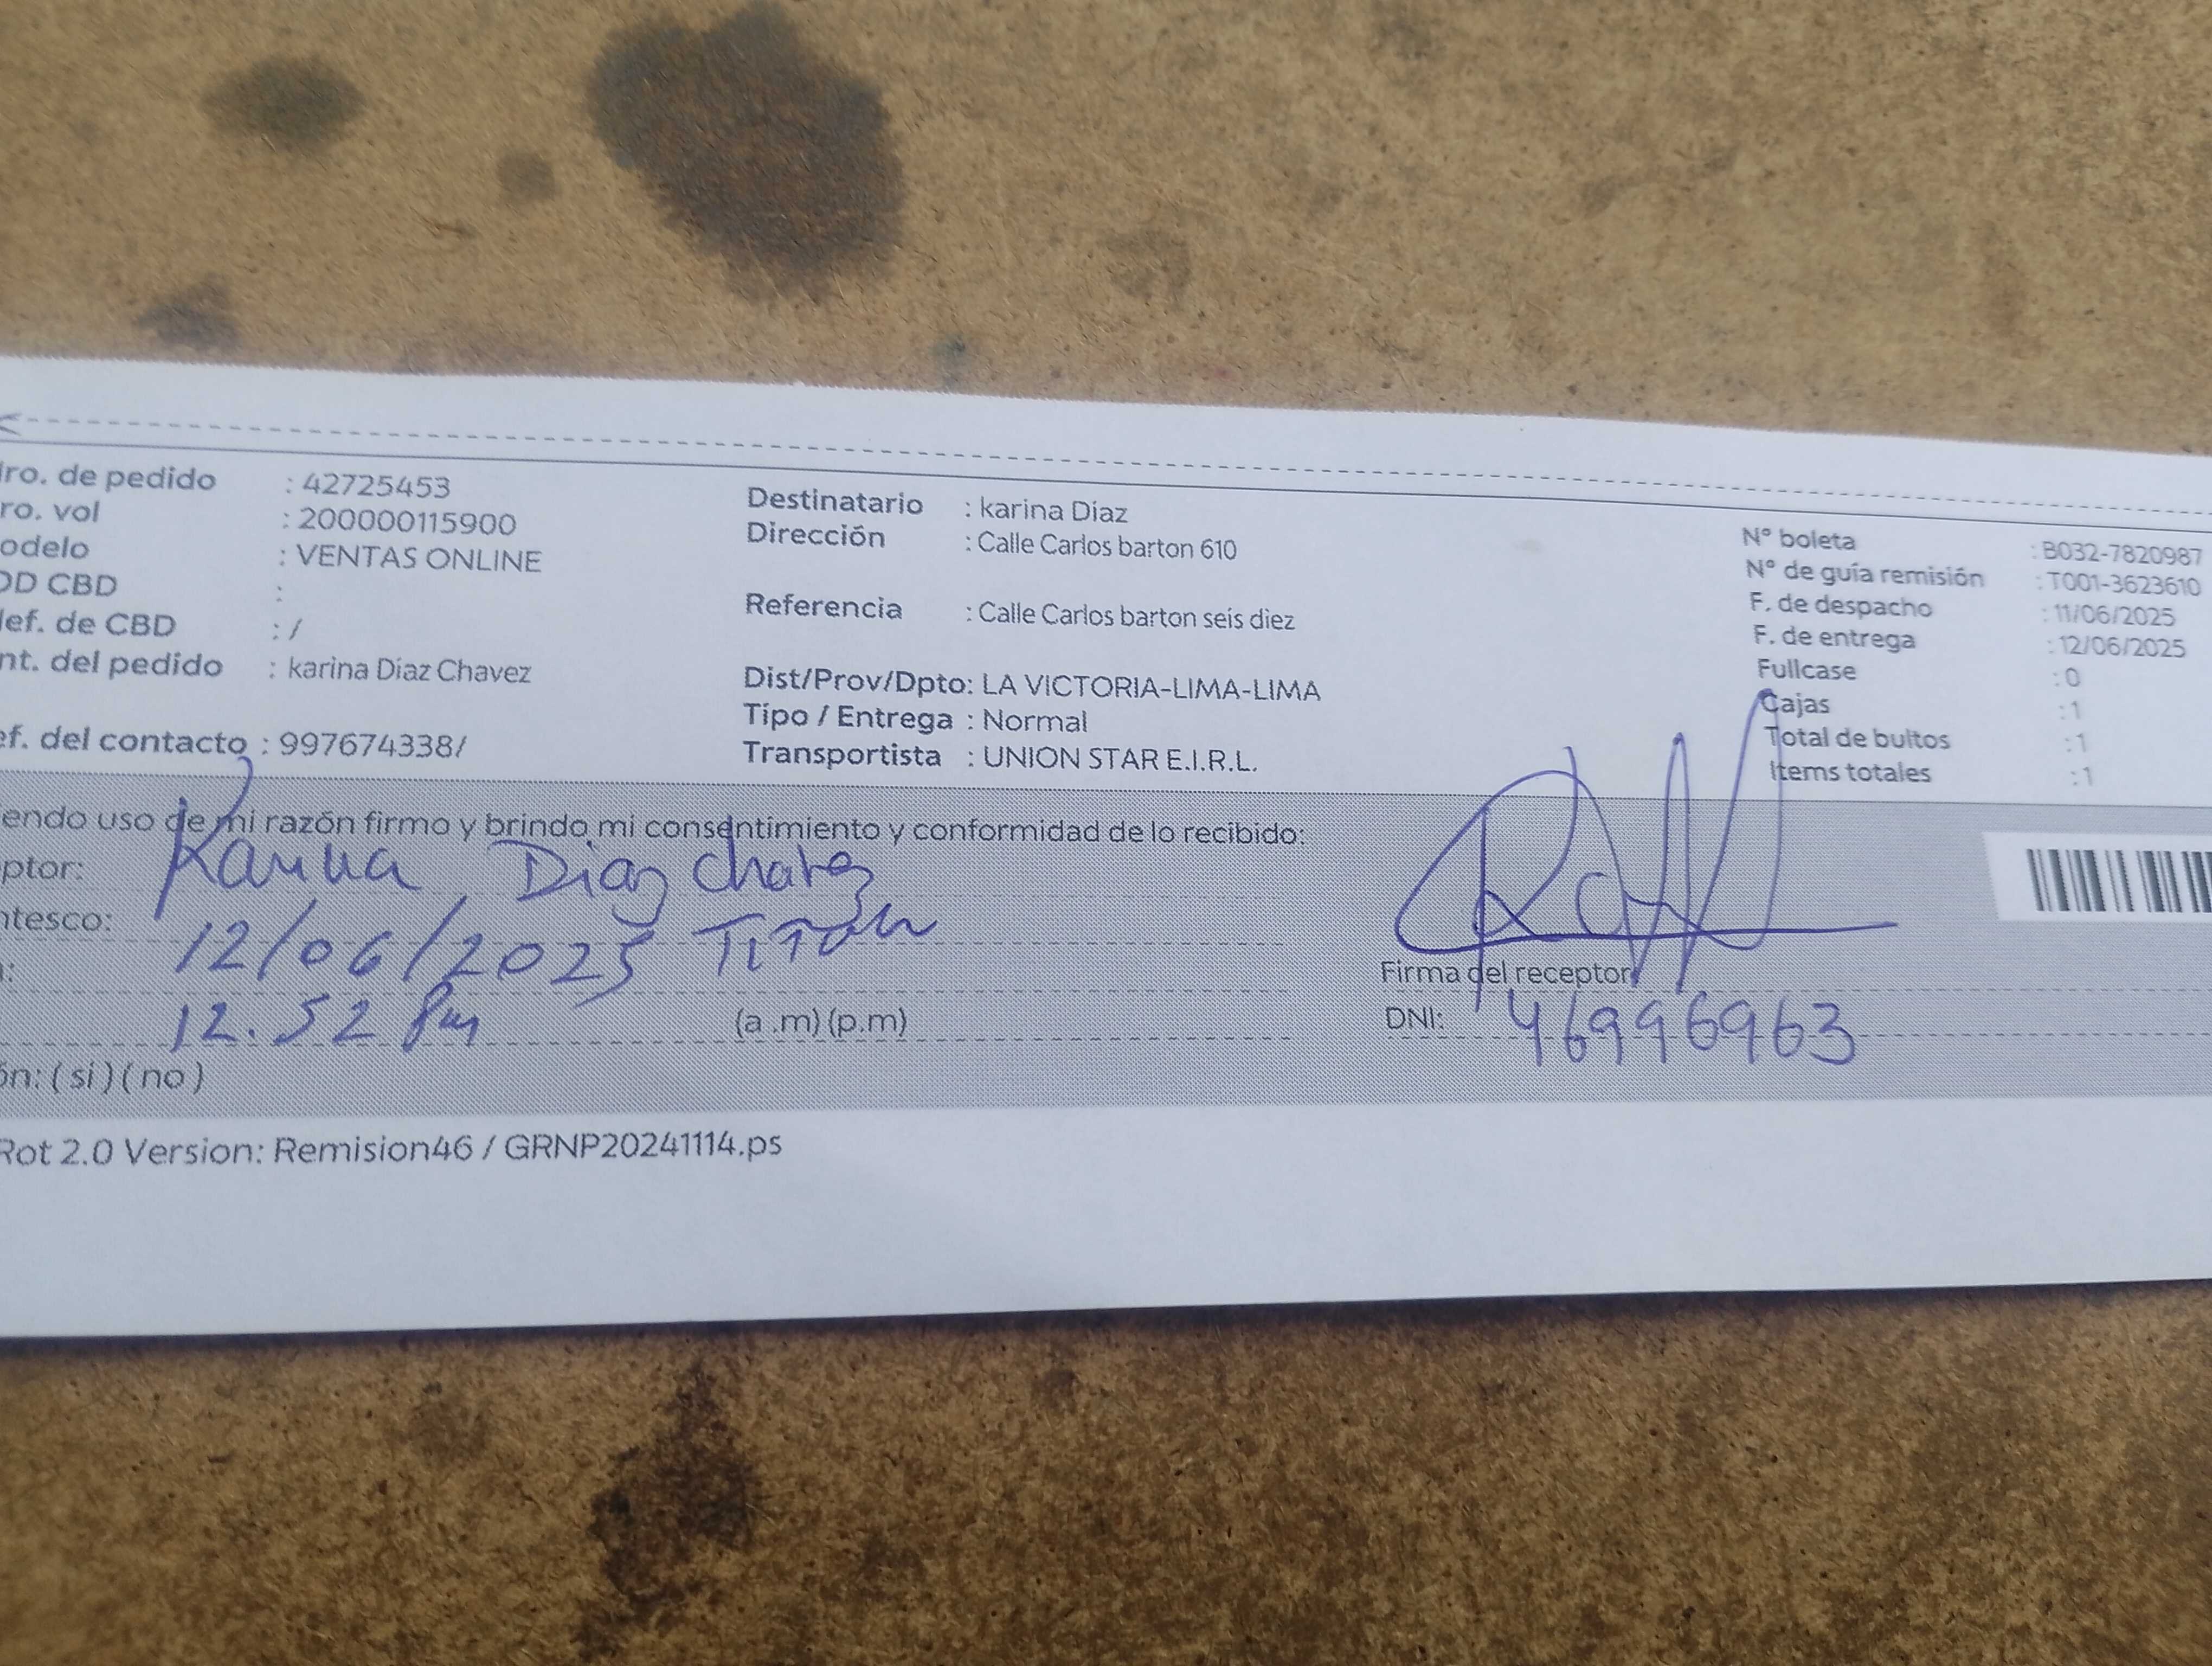 ro. de pedido : 42725453
ro. vol : 200000115900
odelo : VENTAS ONLINE
OD CBD :
ef. de CBD : /
nt. del pedido : karina Diaz Chavez
ef. del contacto : 997674338/
Destinatario : karina Diaz
Dirección : Calle Carlos barton 610
Referencia : Calle Carlos barton seis diez
Dist/Prov/Dpto: LA VICTORIA-LIMA-LIMA
Tipo / Entrega : Normal
Transportista : UNION STAR E.I.R.L.
N° boleta : B032-7820987
N° de guía remisión : T001-3623610
F. de despacho : 11/06/2025
F. de entrega : 12/06/2025
Fullcase : 0
Cajas : 1
Total de bultos : 1
Items totales : 1
endo uso de mi razón firmo y brindo mi consentimiento y conformidad de lo recibido:
ptor: Karina Diaz Chavez
ntesco: Titular
: 12/06/2025
12.52 Pm (a .m) (p.m)
ón: ( si ) ( no )
Firma del receptor
DNI: 46996963
Rot 2.0 Version: Remision46 / GRNP20241114.ps